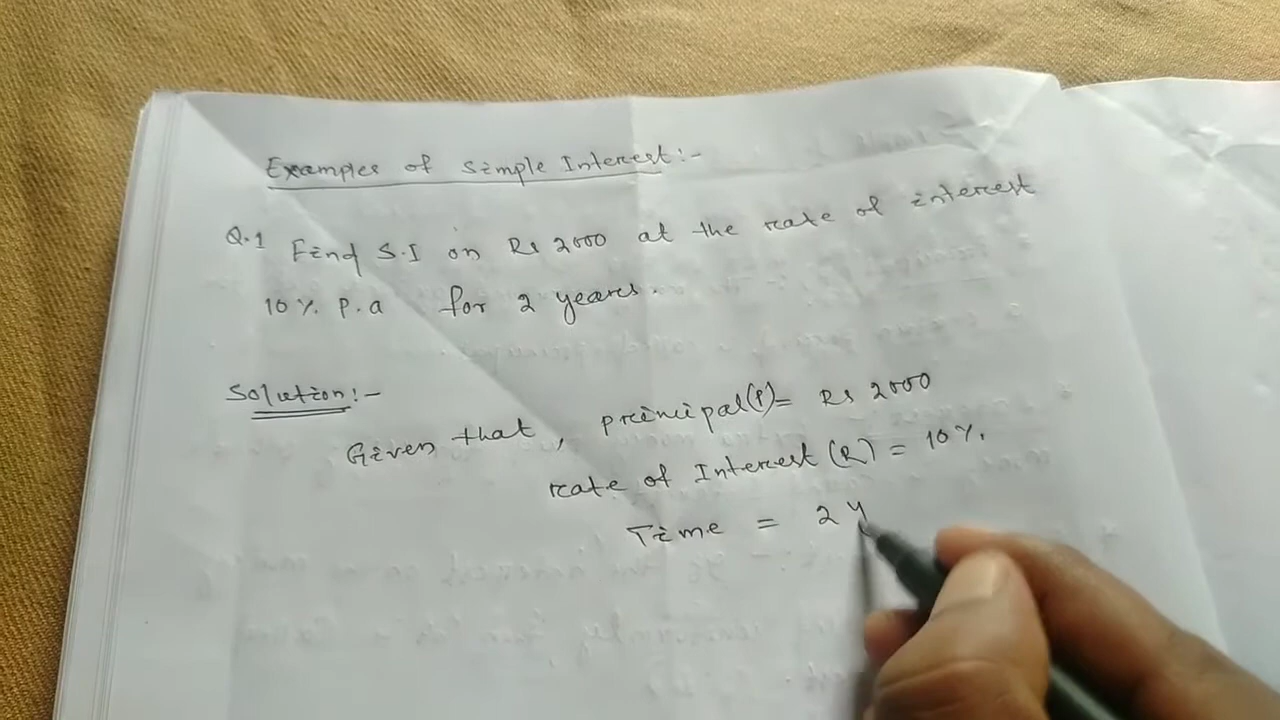 Examples of Simple Interest:-
Q.1 Find S.I on Rs 2000 at the rate of interest
10%. P.a for 2 years.
Solution:-
Given that, principal(P)= Rs 2000
rate of Interest (R) = 10%.
Time = 2 y